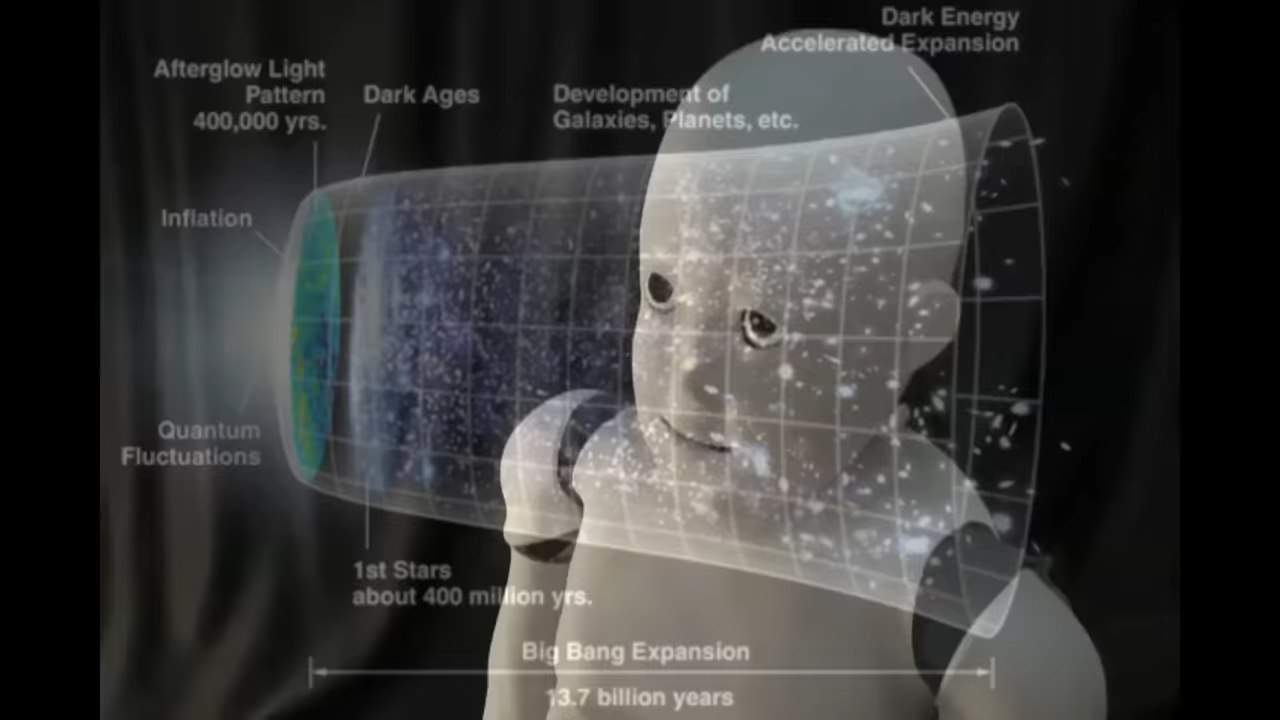 Dark Energy
Accelerated Expansion
Afterglow Light
Pattern
400,000 yrs.
Dark Ages
Development of
Galaxies, Planets, etc.
Inflation
Quantum
Fluctuations
1st Stars
about 400 million yrs.
Big Bang Expansion
13.7 billion years